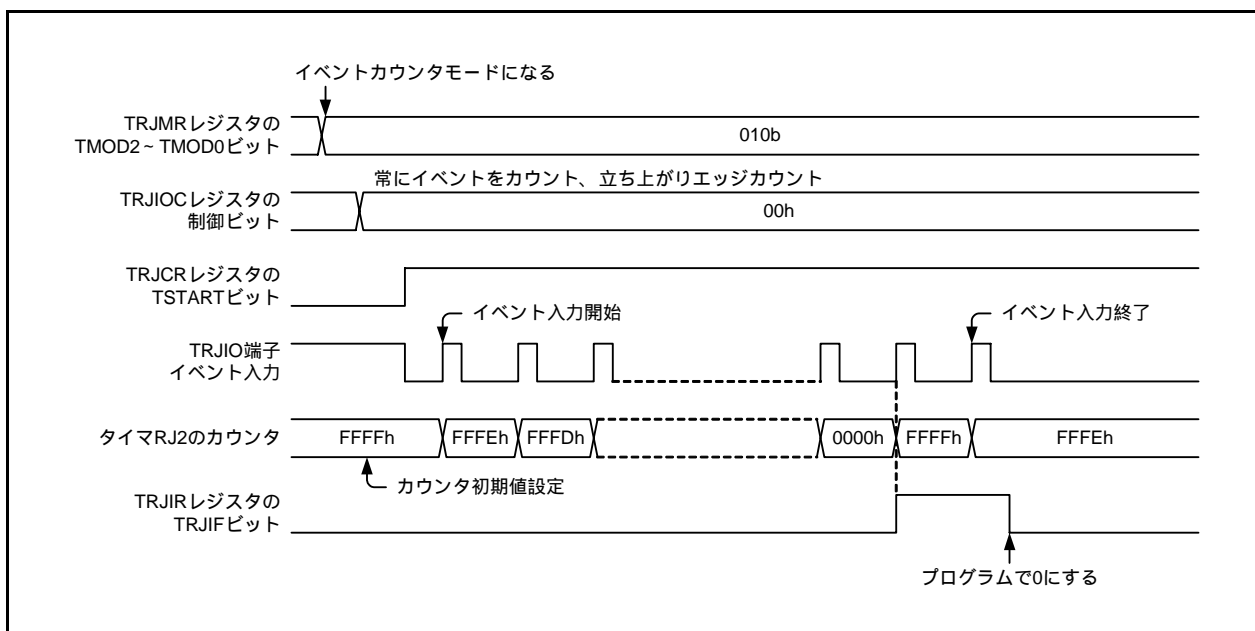 イベントカウンタモードになる
TRJMRレジスタの
TMOD2~TMOD0ビット
010b
常にイベントをカウント、立ち上がりエッジカウント
TRJIOCレジスタの
制御ビット
00h
TRJCRレジスタの
TSTARTビット
イベント入力開始
イベント入力終了
TRJIO端子
イベント入力
タイマRJ2のカウンタ
FFFFh
FFFEh
FFFDh
0000h
FFFFh
FFFEh
カウンタ初期値設定
TRJIRレジスタの
TRJIFビット
プログラムで0にする